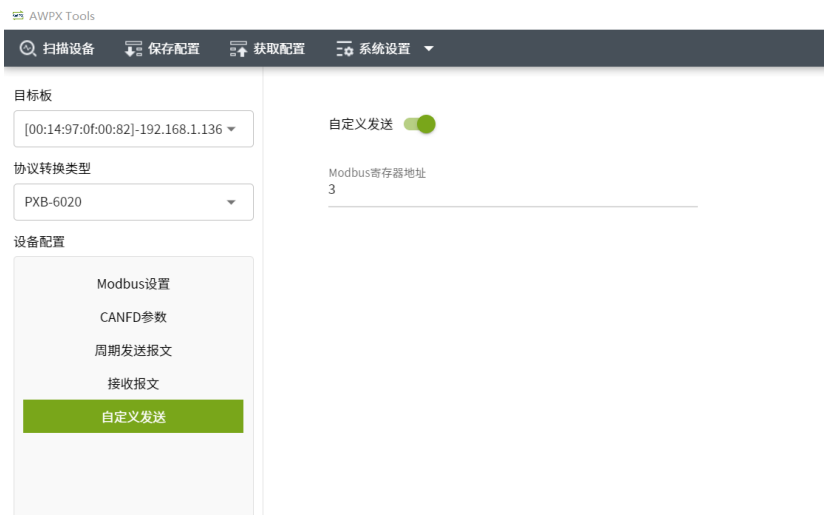 AWPX Tools
扫描设备 保存配置 获取配置 系统设置
目标板
[00:14:97:0f:00:82]-192.168.1.136
协议转换类型
PXB-6020
设备配置
Modbus设置
CANFD参数
周期发送报文
接收报文
自定义发送
自定义发送
Modbus寄存器地址
3